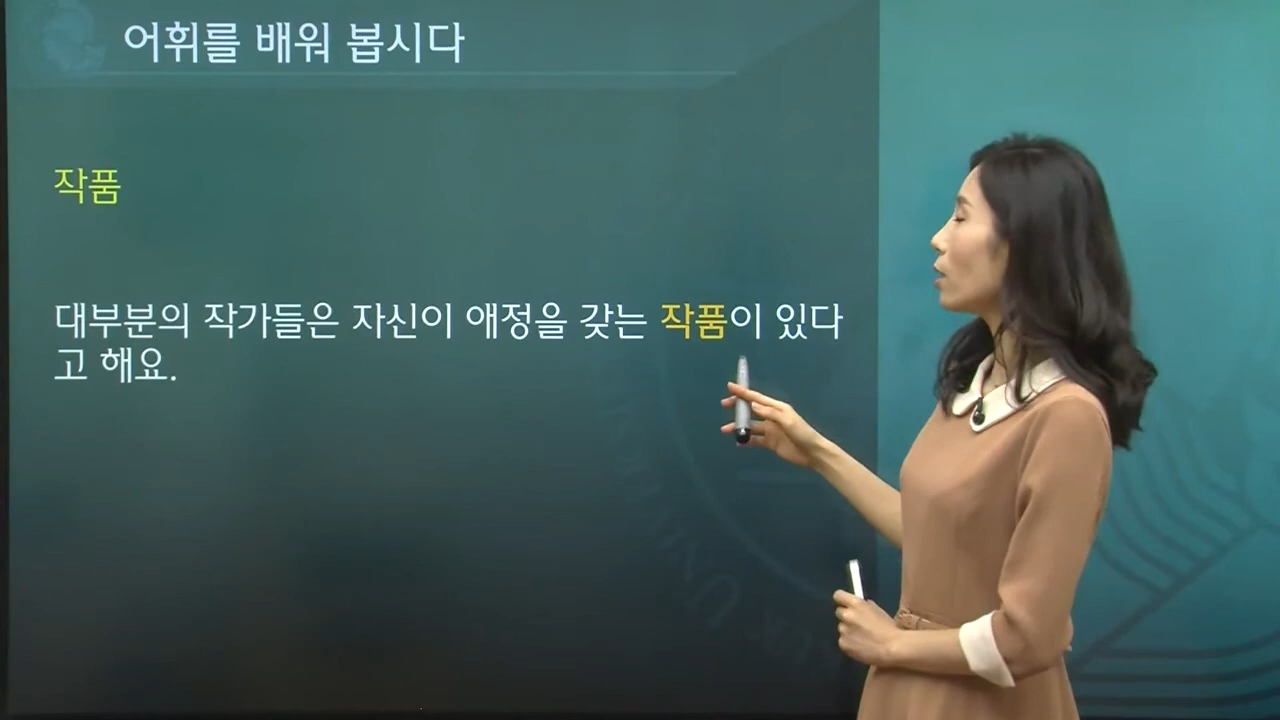 어휘를 배워 봅시다
작품
대부분의 작가들은 자신이 애정을 갖는 작품이 있다
고 해요.